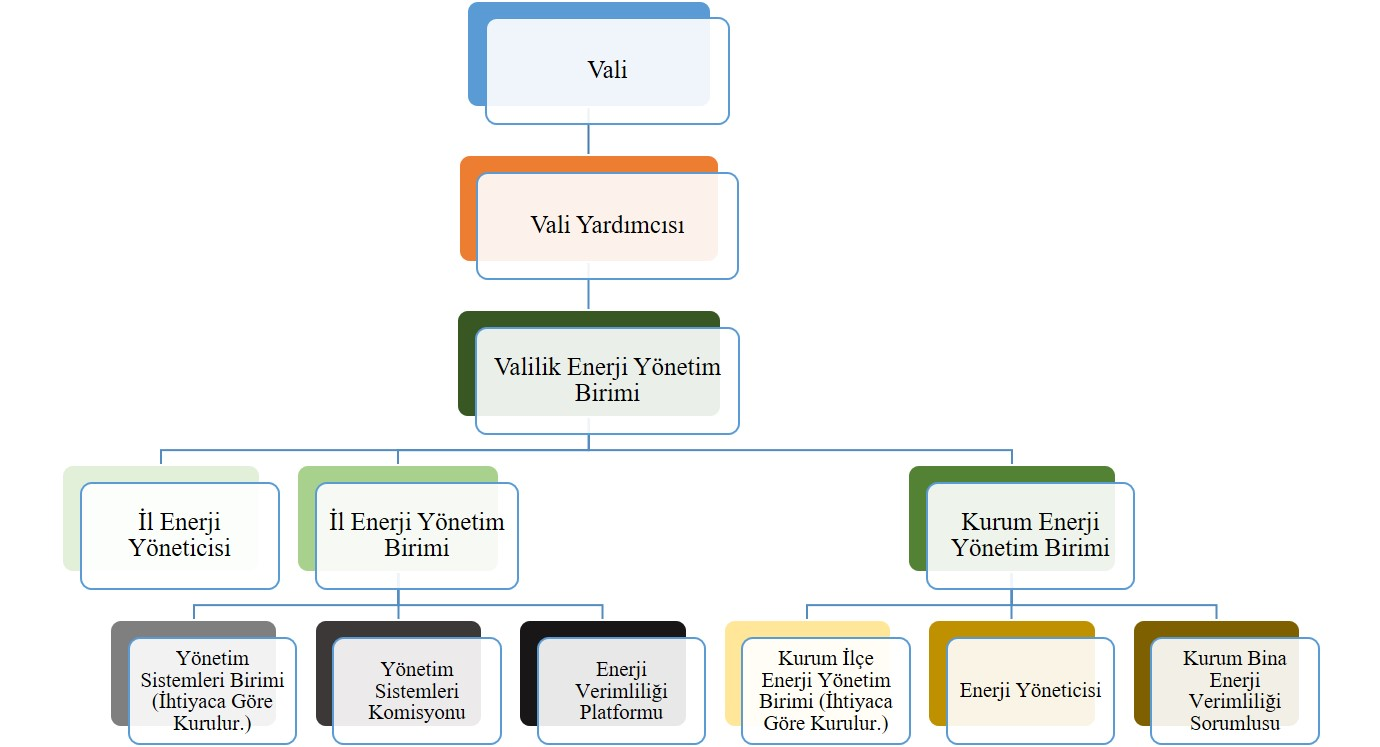 Vali
Vali Yardımcısı
Valilik Enerji Yönetim
Birimi
İl Enerji
Yöneticisi
İl Enerji Yönetim
Birimi
Kurum Enerji
Yönetim Birimi
Yönetim
Sistemleri Birimi
(İhtiyaca Göre
Kurulur.)
Yönetim
Sistemleri
Komisyonu
Enerji
Verimliliği
Platformu
Kurum İlçe
Enerji Yönetim
Birimi (İhtiyaca
Göre Kurulur.)
Enerji Yöneticisi
Kurum Bina
Enerji
Verimliliği
Sorumlusu